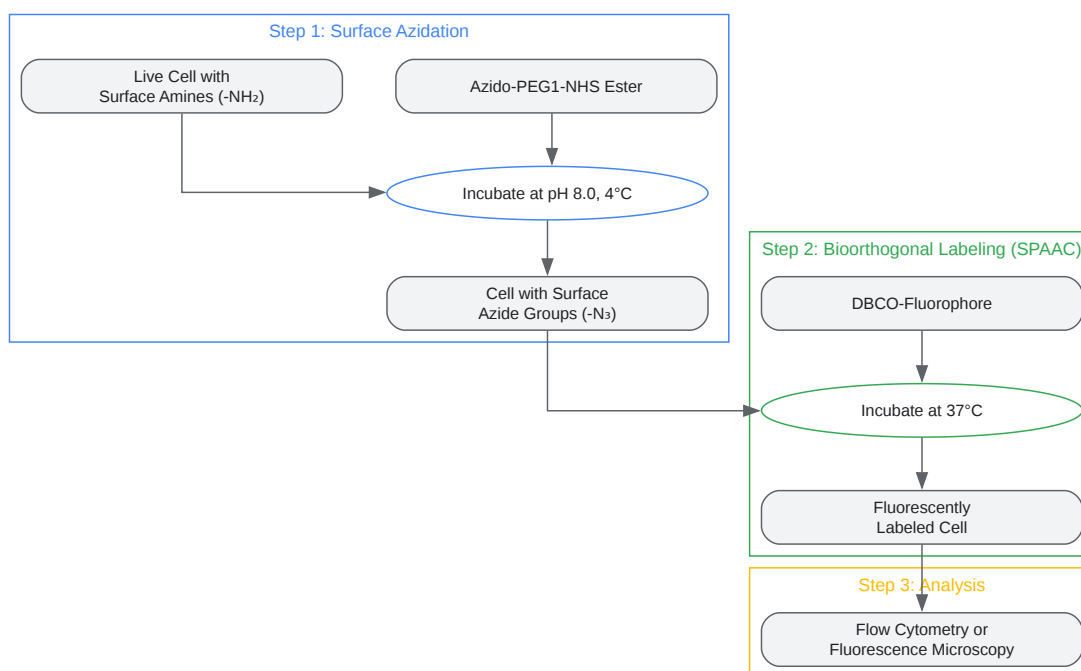 Step 1: Surface Azidation
Live Cell with
Surface Amines (-NH₂)
Azido-PEG1-NHS Ester
Incubate at pH 8.0, 4°C
Cell with Surface
Azide Groups (-N₃)
Step 2: Bioorthogonal Labeling (SPAAC)
DBCO-Fluorophore
Incubate at 37°C
Fluorescently
Labeled Cell
Step 3: Analysis
Flow Cytometry or
Fluorescence Microscopy